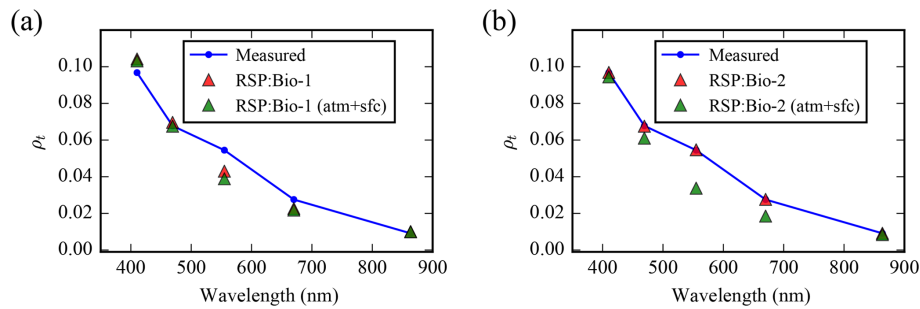 (a)
Measured
RSP:Bio-1
RSP:Bio-1 (atm+sfc)
0.10
0.08
0.06
0.04
0.02
0.00
ρt
400 500 600 700 800 900
Wavelength (nm)
(b)
Measured
RSP:Bio-2
RSP:Bio-2 (atm+sfc)
0.10
0.08
0.06
0.04
0.02
0.00
ρt
400 500 600 700 800 900
Wavelength (nm)